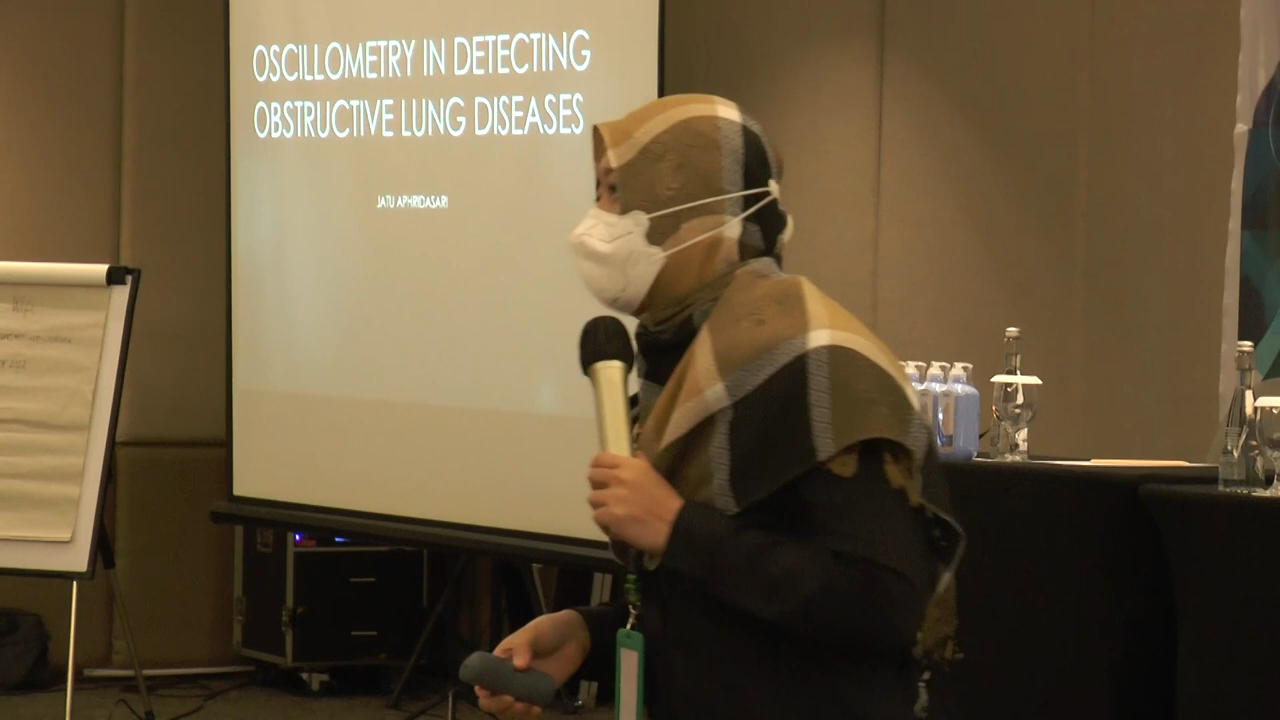 OSCILLOMETRY IN DETECTING
OBSTRUCTIVE LUNG DISEASES
JATU APHRIDASARI